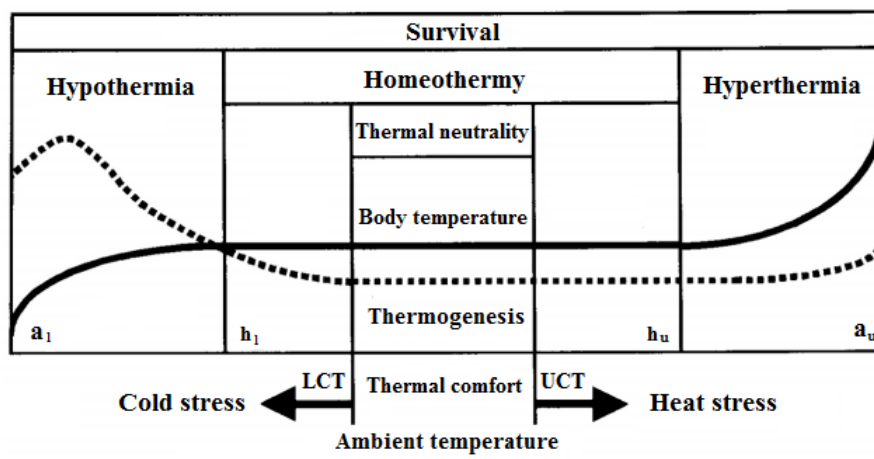 Survival
Hypothermia
Homeothermy
Hyperthermia
Thermal neutrality
Body temperature
Thermogenesis
a1
h1
hu
au
LCT
Thermal comfort
UCT
Cold stress
Heat stress
Ambient temperature